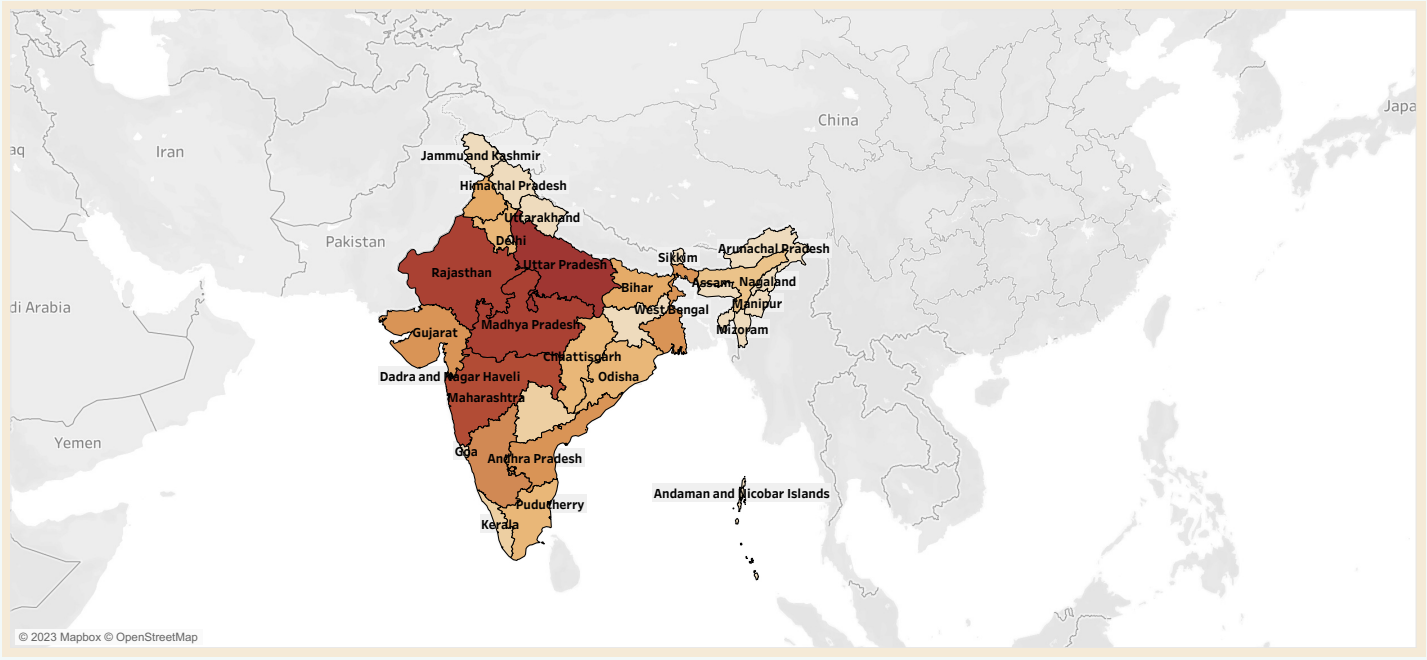 China
Japa
aq
Iran
Jammu and Kashmir
Himachal Pradesh
Uttarakhand
Pakistan
Delhi
Arunachal Pradesh
Sikkim
Uttar Pradesh
Rajasthan
Assam
Nagaland
Bihar
di Arabia
Manipur
West Bengal
Madhya Pradesh
Mizoram
Gujarat
Chhattisgarh
Dadra and Nagar Haveli
Odisha
Maharashtra
Yemen
Goa
Andhra Pradesh
Andaman and Nicobar Islands
Puducherry
Kerala
© 2023 Mapbox © OpenStreetMap